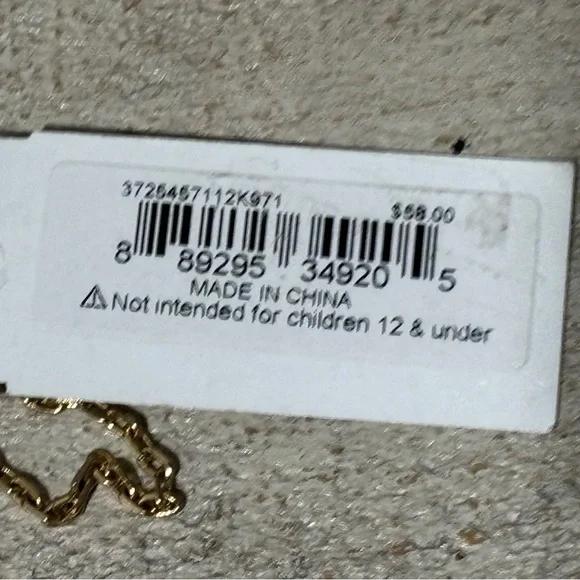 3725457112K971 $58.00
8 89295 34920 5
MADE IN CHINA
⚠ Not intended for children 12 & under